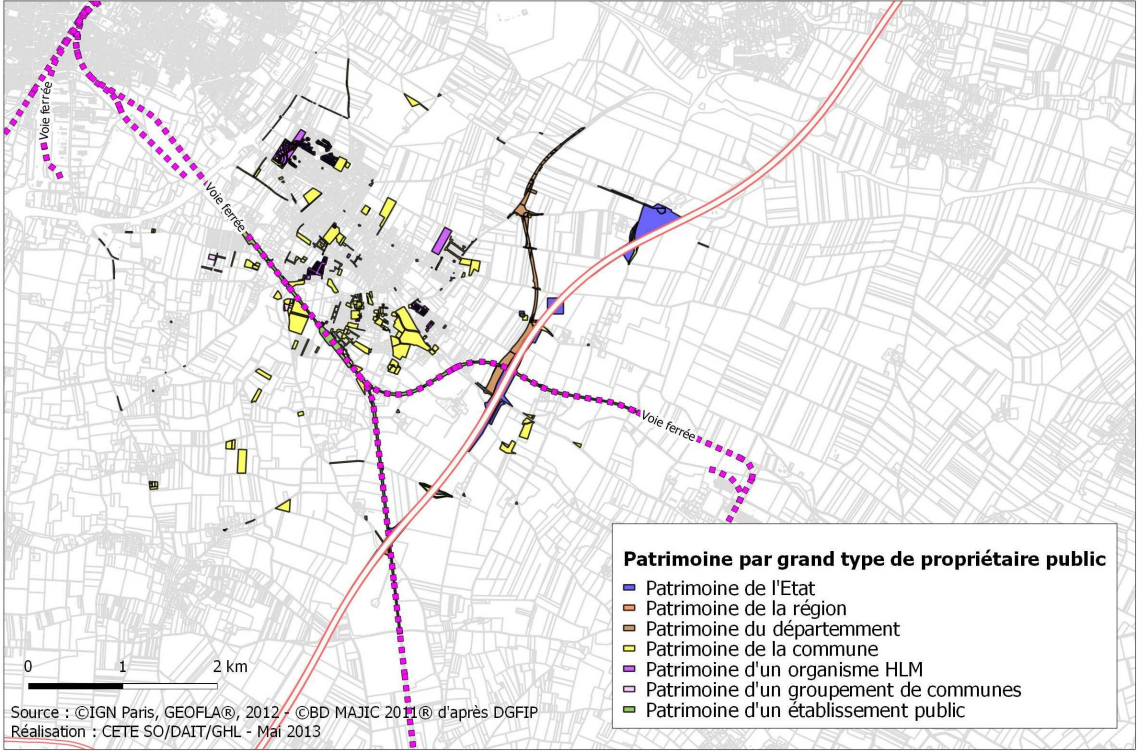 Voie ferrée
Voie ferrée
Voie ferrée
Patrimoine par grand type de propriétaire public
Patrimoine de l'Etat
Patrimoine de la région
Patrimoine du départemment
Patrimoine de la commune
Patrimoine d'un organisme HLM
Patrimoine d'un groupement de communes
Patrimoine d'un établissement public
0 1 2 km
Source : ©IGN Paris, GEOFLA®, 2012 - ©BD MAJIC 2011® d'après DGFIP
Réalisation : CETE SO/DAIT/GHL - Mai 2013